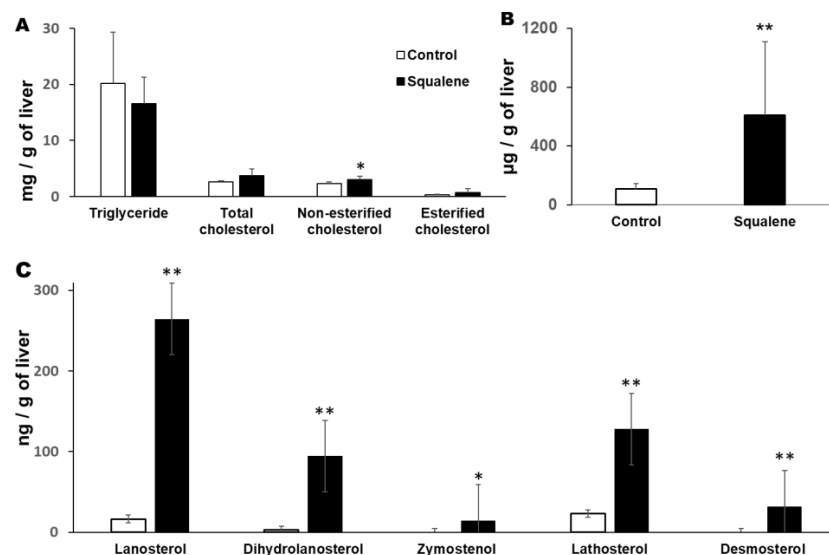 A
30
20
10
0
mg / g of liver
Control
Squalene
*
Triglyceride
Total cholesterol
Non-esterified cholesterol
Esterified cholesterol
B
1200
800
400
0
µg / g of liver
**
Control
Squalene
C
300
200
100
0
ng / g of liver
**
**
*
**
**
Lanosterol
Dihydrolanosterol
Zymostenol
Lathosterol
Desmosterol